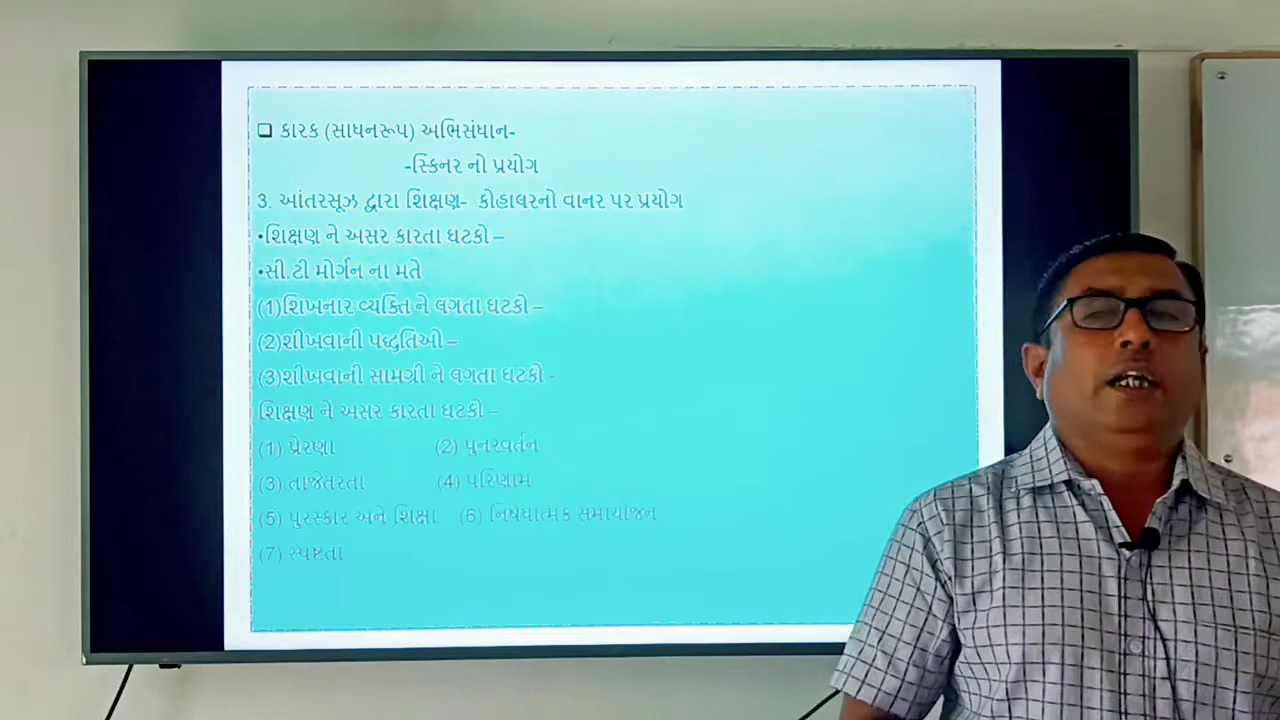 ❑ કારક (સાધનરૂપ) અભિસંધાન-
-સ્કિનર નો પ્રયોગ
3. આંતરસૂઝ દ્વારા શિક્ષણ- કોહાલરનો વાનર પર પ્રયોગ
•શિક્ષણ ને અસર કારતા ઘટકો –
•સી.ટી મોર્ગન ના મતે
(1)શિખનાર વ્યક્તિ ને લગતા ઘટકો –
(2)શીખવાની પદ્ધતિઓ –
(3)શીખવાની સામગ્રી ને લગતા ઘટકો -
શિક્ષણ ને અસર કારતા ઘટકો –
(1) પ્રેરણા (2) પુનરવર્તન
(3) તાજેતરતા (4) પરિણામ
(5) પુરસ્કાર અને શિક્ષા (6) નિષેધાત્મક સમાયોજન
(7) સ્પષ્ટતા